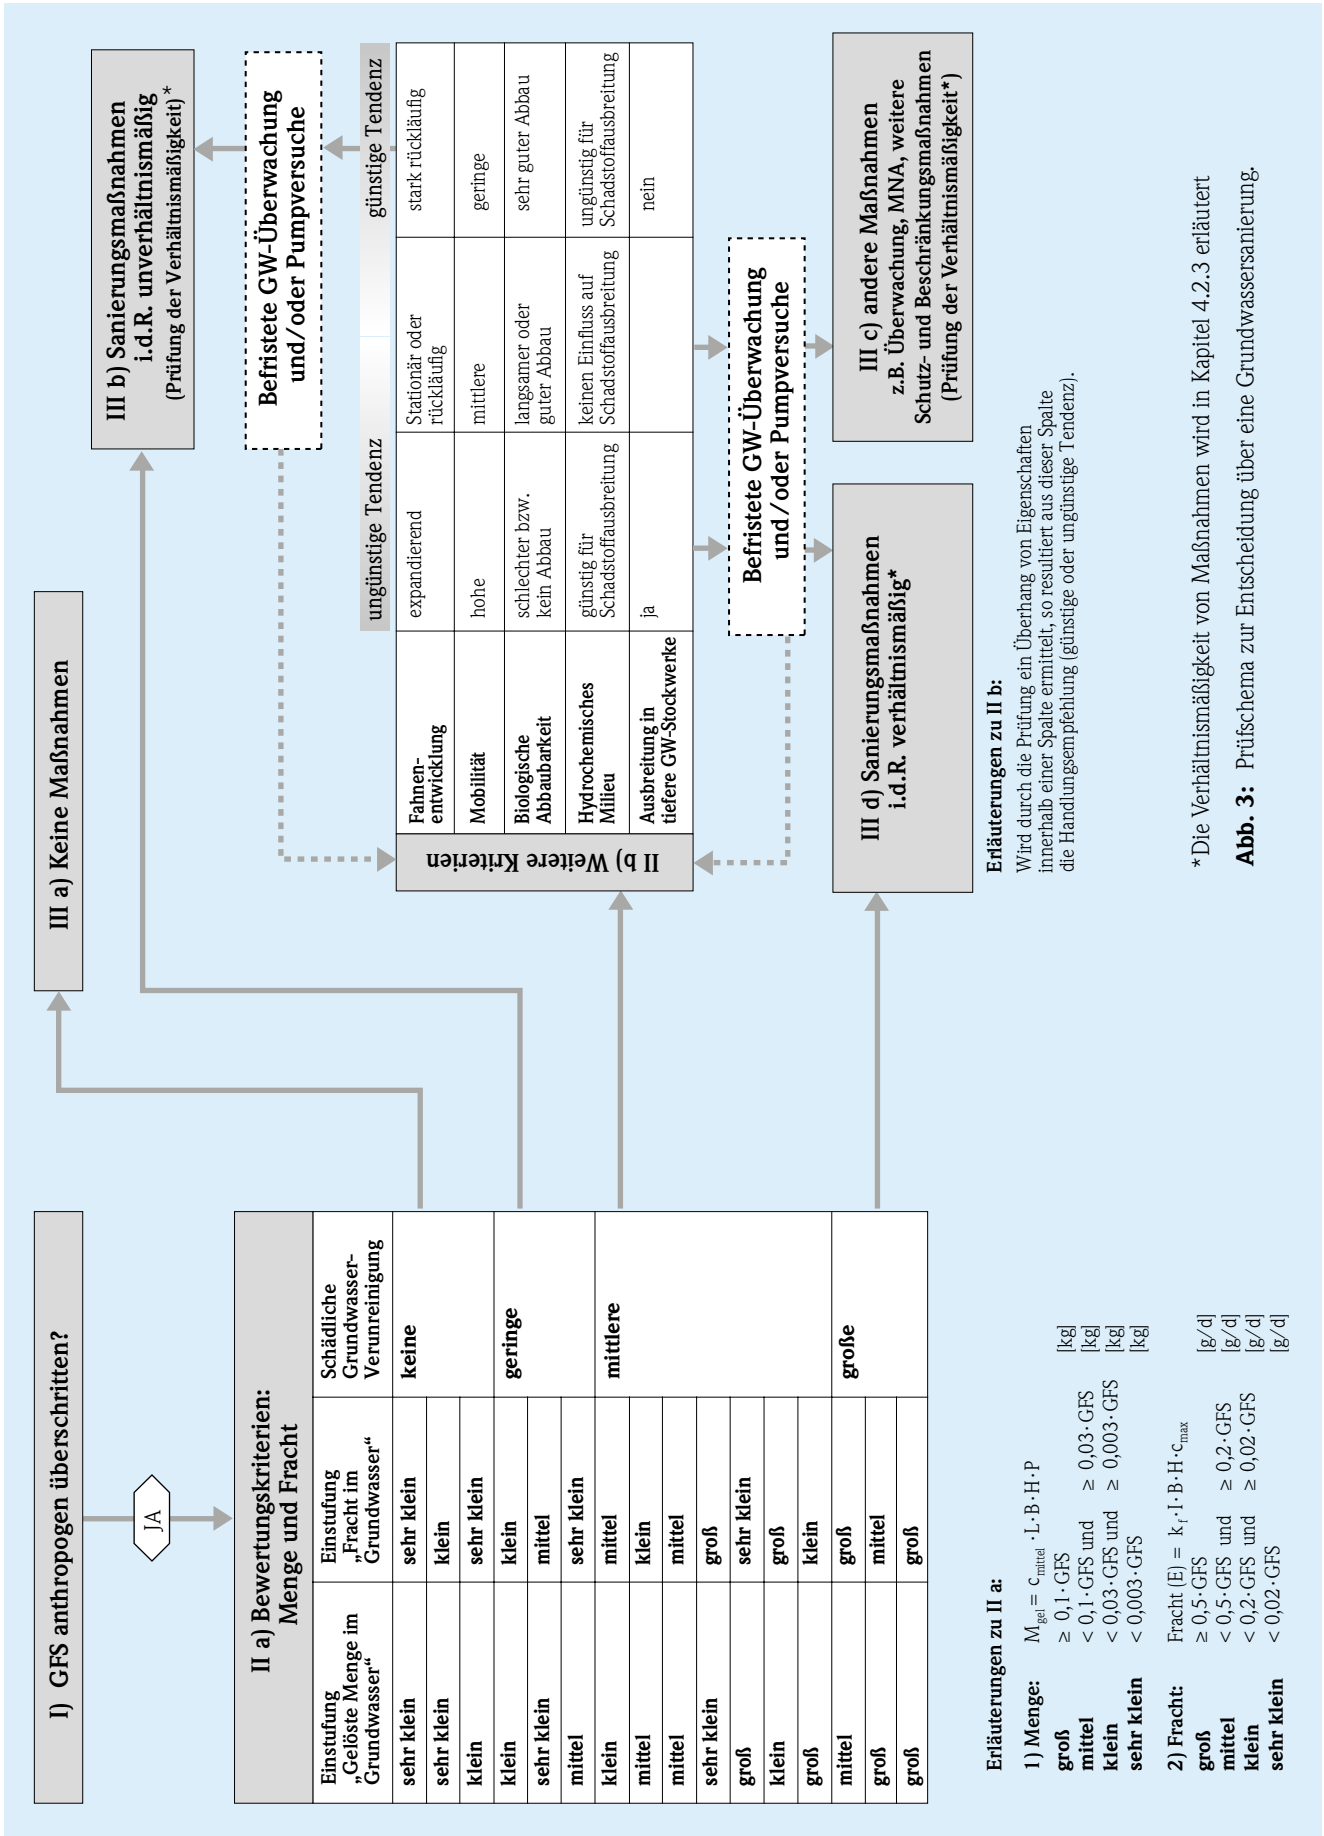 I) GFS anthropogen überschritten?
JA
II a) Bewertungskriterien:
Menge und Fracht
Einstufung
„Gelöste Menge im
Grundwasser“
Einstufung
„Fracht im
Grundwasser“
Schädliche
Grundwasser-
Verunreinigung
sehr klein
sehr klein
keine
sehr klein
klein
klein
sehr klein
klein
klein
geringe
sehr klein
mittel
mittel
sehr klein
klein
mittel
mittlere
mittel
klein
mittel
mittel
sehr klein
groß
groß
sehr klein
klein
groß
groß
klein
mittel
groß
große
groß
mittel
groß
groß
Erläuterungen zu II a:
1) Menge: M gel = c mittel · L · B · H · P
groß ≥ 0,1 · GFS [kg]
mittel < 0,1 · GFS und ≥ 0,03 · GFS [kg]
klein < 0,03 · GFS und ≥ 0,003 · GFS [kg]
sehr klein < 0,003 · GFS [kg]
2) Fracht: Fracht (E) = k f · I · B · H · c max
groß ≥ 0,5 · GFS [g/d]
mittel < 0,5 · GFS und ≥ 0,2 · GFS [g/d]
klein < 0,2 · GFS und ≥ 0,02 · GFS [g/d]
sehr klein < 0,02 · GFS [g/d]
III a) Keine Maßnahmen
III b) Sanierungsmaßnahmen
i.d.R. unverhältnismäßig
(Prüfung der Verhältnismäßigkeit)*
Befristete GW-Überwachung
und/oder Pumpversuche
ungünstige Tendenz
günstige Tendenz
II b) Weitere Kriterien
Fahnen-
entwicklung
expandierend
Stationär oder
rückläufig
stark rückläufig
Mobilität
hohe
mittlere
geringe
Biologische
Abbaubarkeit
schlechter bzw.
kein Abbau
langsamer oder
guter Abbau
sehr guter Abbau
Hydrochemisches
Milieu
günstig für
Schadstoffausbreitung
keinen Einfluss auf
Schadstoffausbreitung
ungünstig für
Schadstoffausbreitung
Ausbreitung in
tiefere GW-Stockwerke
ja
nein
Befristete GW-Überwachung
und/oder Pumpversuche
III d) Sanierungsmaßnahmen
i.d.R. verhältnismäßig*
III c) andere Maßnahmen
z.B. Überwachung, MNA, weitere
Schutz- und Beschränkungsmaßnahmen
(Prüfung der Verhältnismäßigkeit*)
Erläuterungen zu II b:
Wird durch die Prüfung ein Überhang von Eigenschaften
innerhalb einer Spalte ermittelt, so resultiert aus dieser Spalte
die Handlungsempfehlung (günstige oder ungünstige Tendenz).
*Die Verhältnismäßigkeit von Maßnahmen wird in Kapitel 4.2.3 erläutert
Abb. 3: Prüfschema zur Entscheidung über eine Grundwassersanierung.